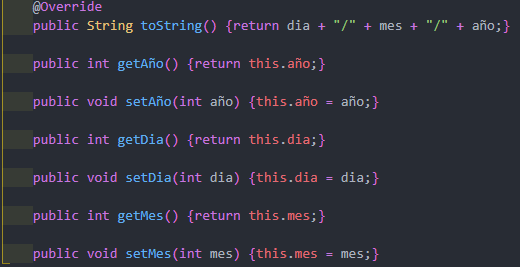 @Override
public String toString() {return dia + "/" + mes + "/" + año;}
public int getAño() {return this.año;}
public void setAño(int año) {this.año = año;}
public int getDia() {return this.dia;}
public void setDia(int dia) {this.dia = dia;}
public int getMes() {return this.mes;}
public void setMes(int mes) {this.mes = mes;}